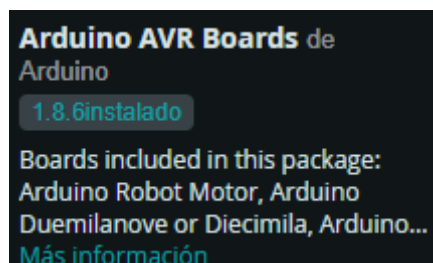 Arduino AVR Boards de
Arduino
1.8.6instalado
Boards included in this package:
Arduino Robot Motor, Arduino
Duemilanove or Diecimila, Arduino...
Más información